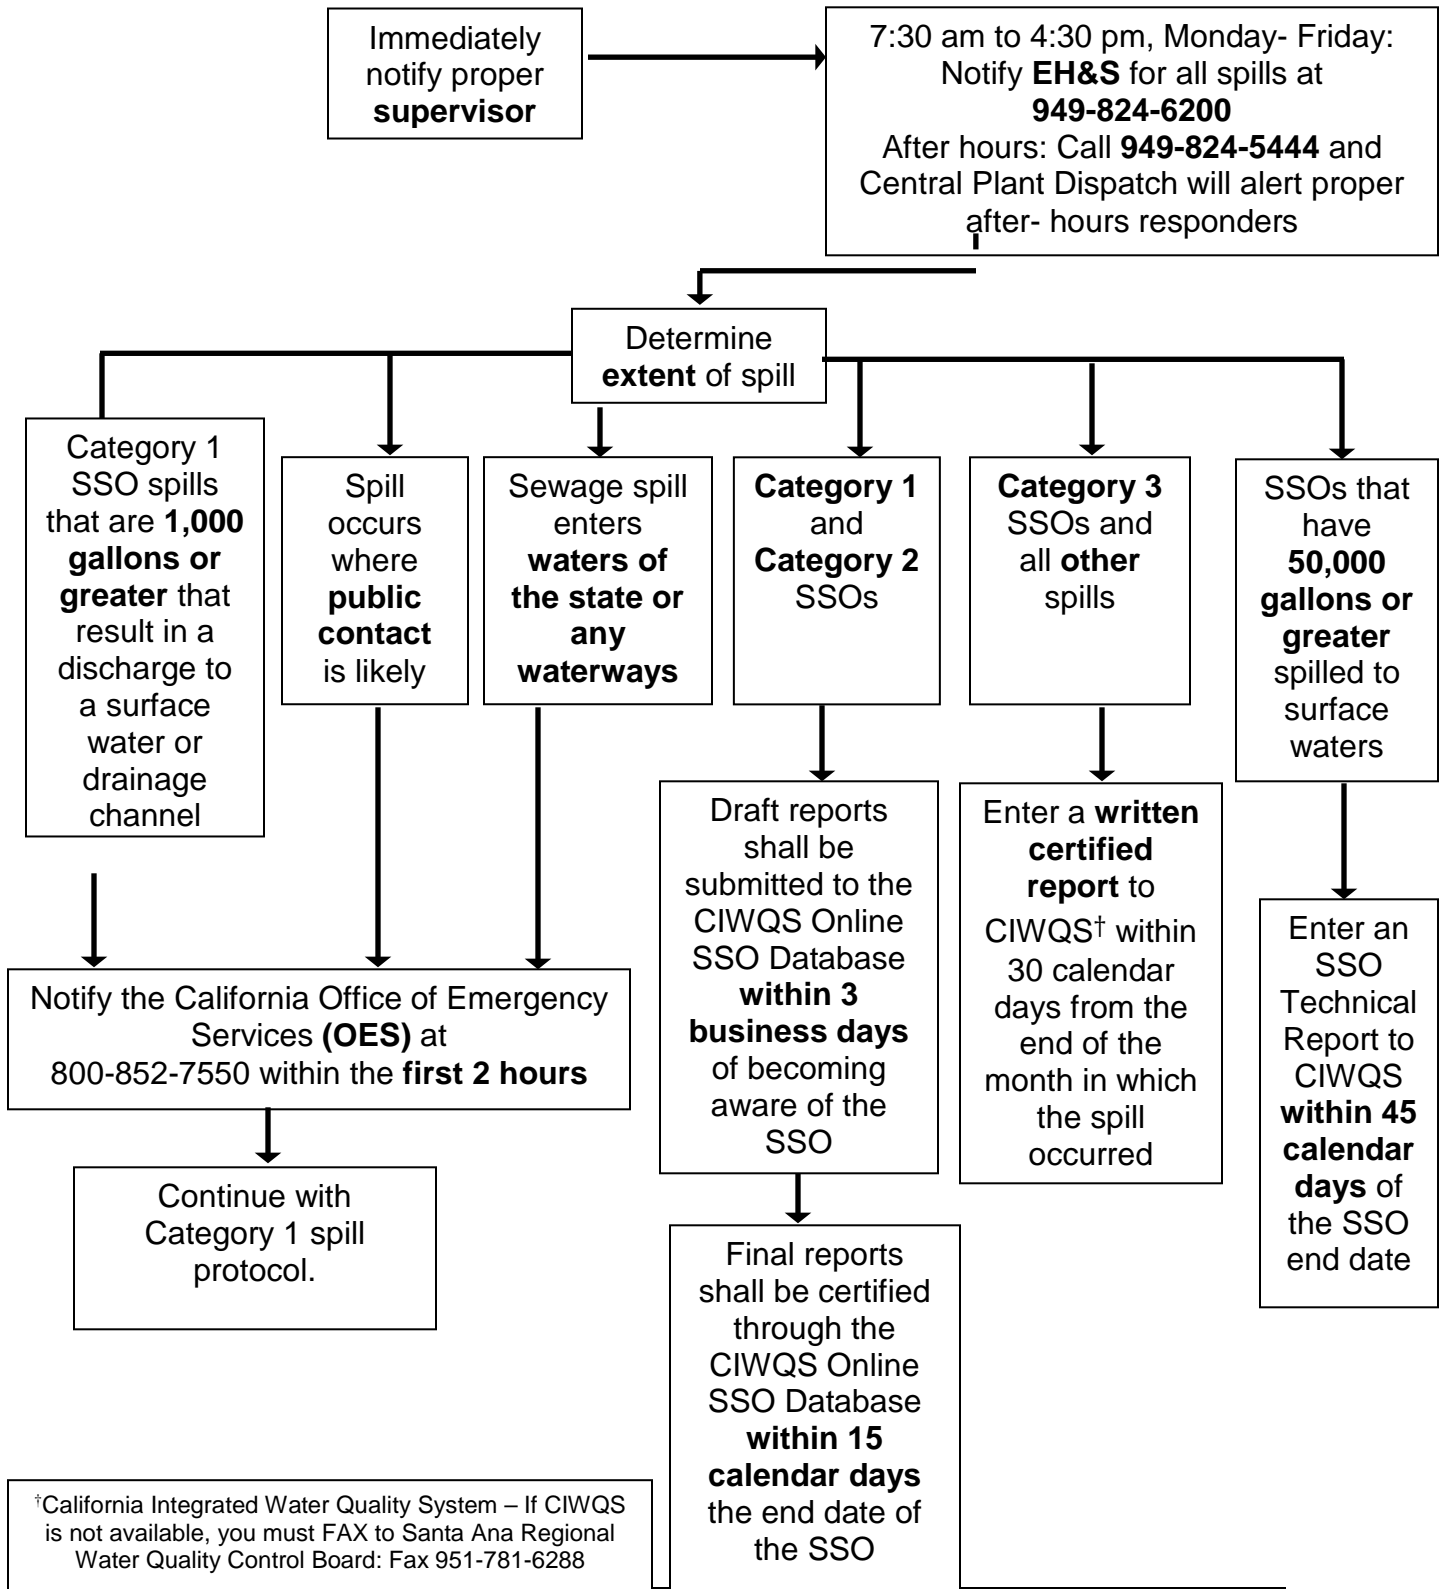 Immediately
notify proper
supervisor
7:30 am to 4:30 pm, Monday- Friday:
Notify EH&S for all spills at
949-824-6200
After hours: Call 949-824-5444 and
Central Plant Dispatch will alert proper
after- hours responders
Determine
extent of spill
Category 1
SSO spills
that are 1,000
gallons or
greater that
result in a
discharge to
a surface
water or
drainage
channel
Spill
occurs
where
public
contact
is likely
Sewage spill
enters
waters of
the state or
any
waterways
Category 1
and
Category 2
SSOs
Category 3
SSOs and
all other
spills
SSOs that
have
50,000
gallons or
greater
spilled to
surface
waters
Notify the California Office of Emergency
Services (OES) at
800-852-7550 within the first 2 hours
Continue with
Category 1 spill
protocol.
Draft reports
shall be
submitted to the
CIWQS Online
SSO Database
within 3
business days
of becoming
aware of the
SSO
Final reports
shall be certified
through the
CIWQS Online
SSO Database
within 15
calendar days
the end date of
the SSO
Enter a written
certified
report to
CIWQS† within
30 calendar
days from the
end of the
month in which
the spill
occurred
Enter an
SSO
Technical
Report to
CIWQS
within 45
calendar
days of
the SSO
end date
†California Integrated Water Quality System – If CIWQS
is not available, you must FAX to Santa Ana Regional
Water Quality Control Board: Fax 951-781-6288